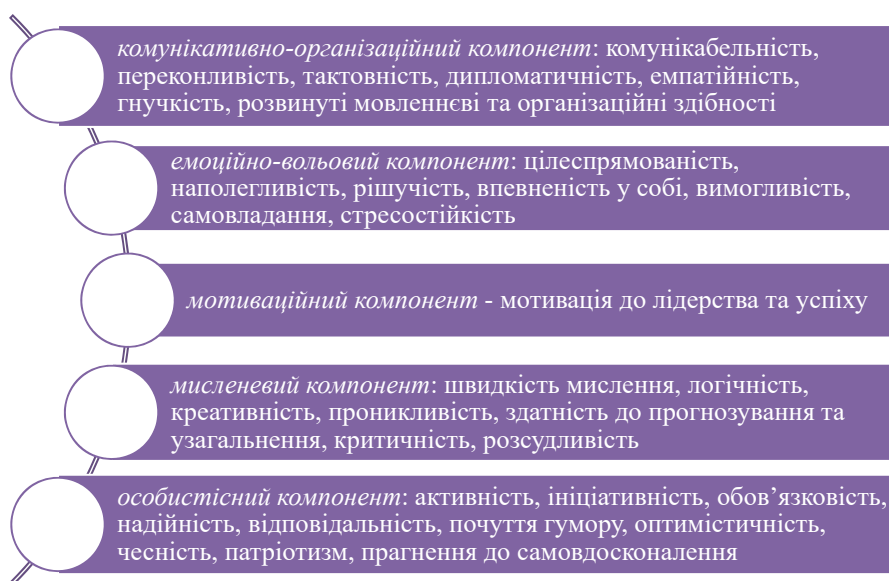 комунікативно-організаційний компонент: комунікабельність,
переконливість, тактовність, дипломатичність, емпатійність,
гнучкість, розвинуті мовленнєві та організаційні здібності
емоційно-вольовий компонент: цілеспрямованість,
наполегливість, рішучість, впевненість у собі, вимогливість,
самовладання, стресостійкість
мотиваційний компонент - мотивація до лідерства та успіху
мисленевий компонент: швидкість мислення, логічність,
креативність, проникливість, здатність до прогнозування та
узагальнення, критичність, розсудливість
особистісний компонент: активність, ініціативність, обов’язковість,
надійність, відповідальність, почуття гумору, оптимістичність,
чесність, патріотизм, прагнення до самовдосконалення